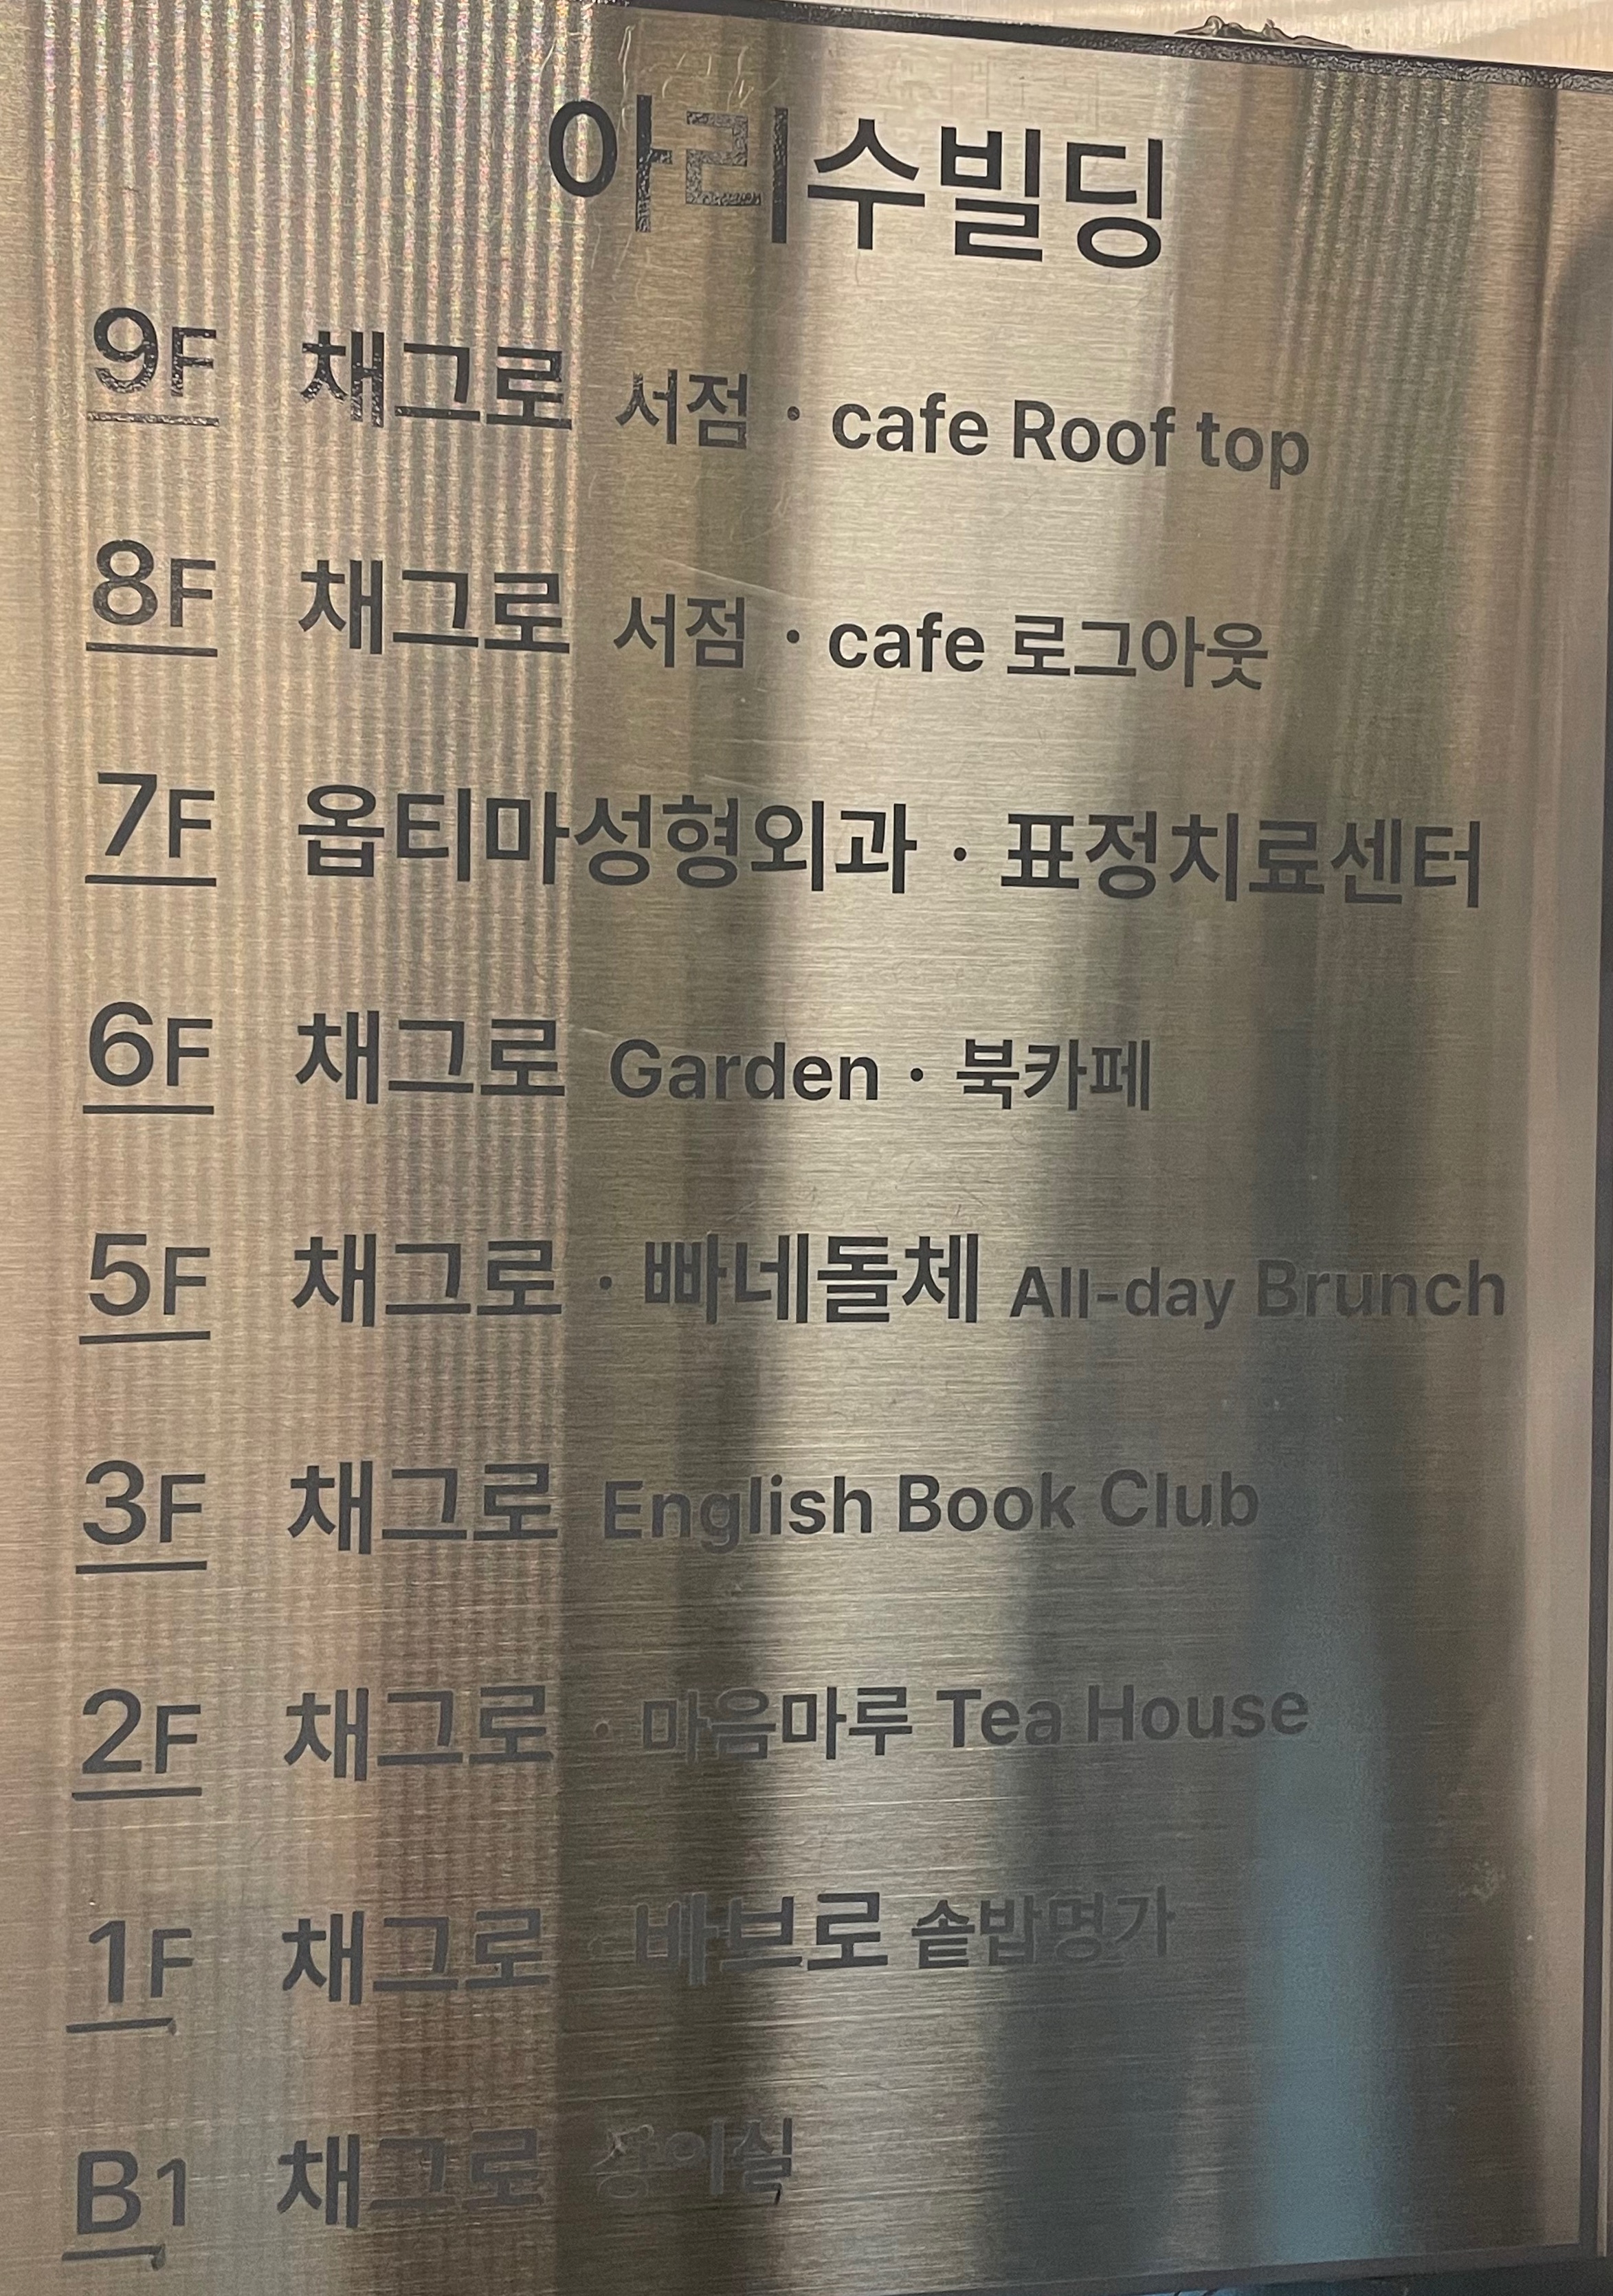 아리수빌딩
9F 채그로 서점 · cafe Roof top
8F 채그로 서점 · cafe 로그아웃
7F 옵티마성형외과 · 표정치료센터
6F 채그로 Garden · 북카페
5F 채그로 · 빠네돌체 All-day Brunch
3F 채그로 English Book Club
2F 채그로 · 마음마루 Tea House
1F 채그로 · 바브로 솥밥명가
B1 채그로